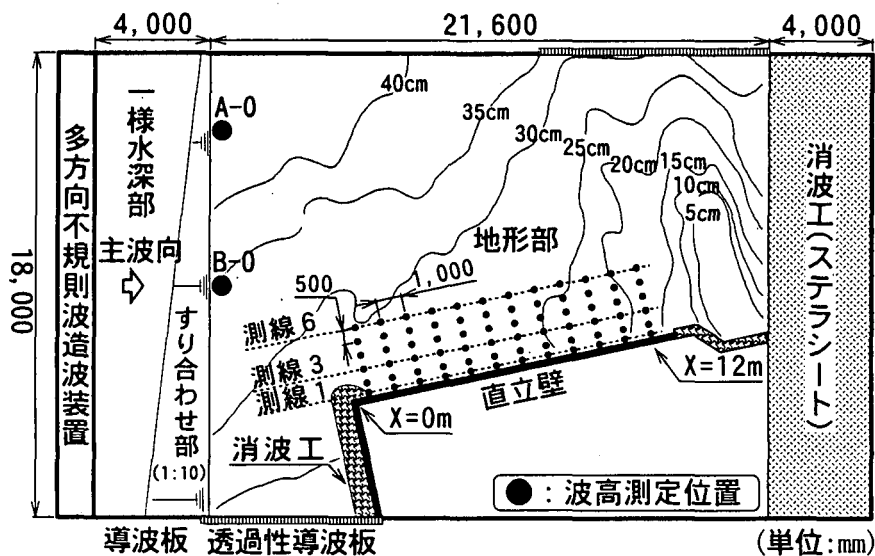 4,000
21,600
4,000
18,000
多方向不規則波造波装置
一様水深部
主波向
すり合わせ部
(1:10)
A-0
B-0
40cm
35cm
30cm
25cm
20cm
15cm
10cm
5cm
地形部
500
1,000
測線6
測線3
測線1
X=0m
X=12m
直立壁
消波工
消波工(ステラシート)
●:波高測定位置
導波板
透過性導波板
(単位:mm)